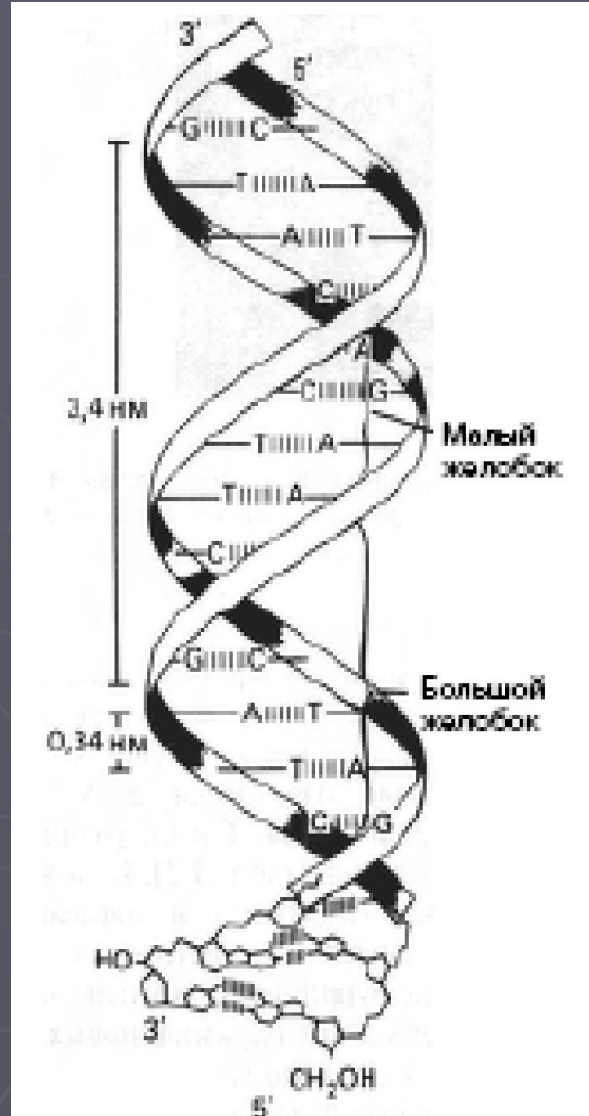 3'
5'
G C
T A
A T
C
A
C G
3,4 нм
Малый
желобок
T A
T A
C
G C
Большой
желобок
A T
0,34 нм
T A
C G
HO
3'
CH₂OH
5'